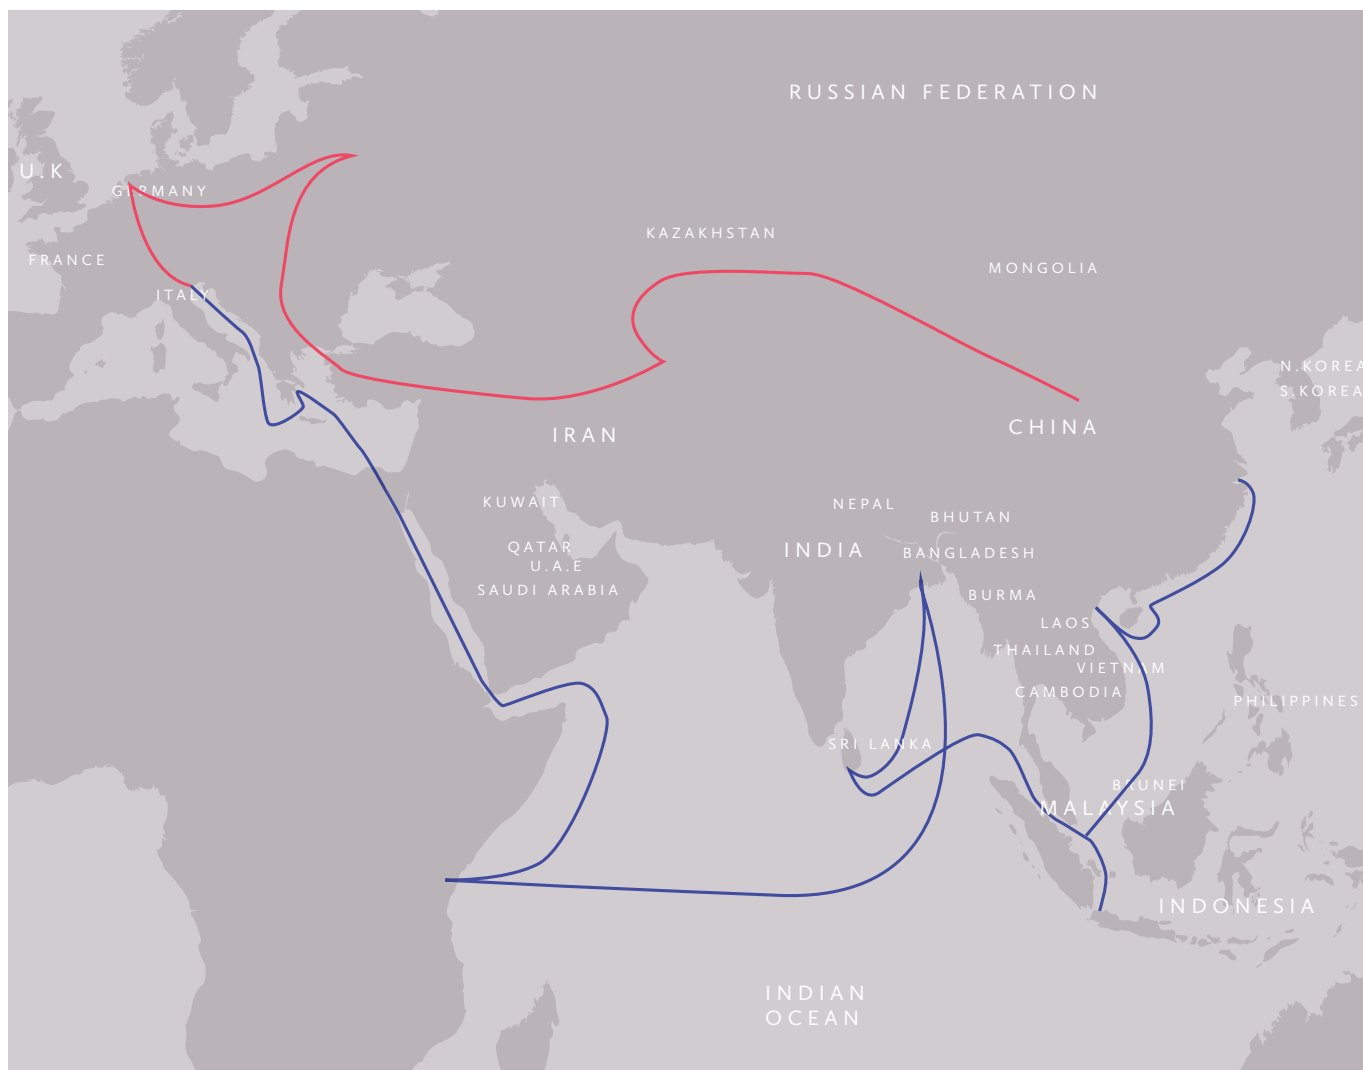 RUSSIAN FEDERATION
U.K
GERMANY
KAZAKHSTAN
FRANCE
MONGOLIA
ITALY
N.KOREA
S.KOREA
CHINA
IRAN
KUWAIT
NEPAL
BHUTAN
QATAR
INDIA
BANGLADESH
U.A.E
SAUDI ARABIA
BURMA
LAOS
THAILAND
VIETNAM
CAMBODIA
PHILIPPINES
SRI LANKA
BRUNEI
MALAYSIA
INDONESIA
INDIAN
OCEAN